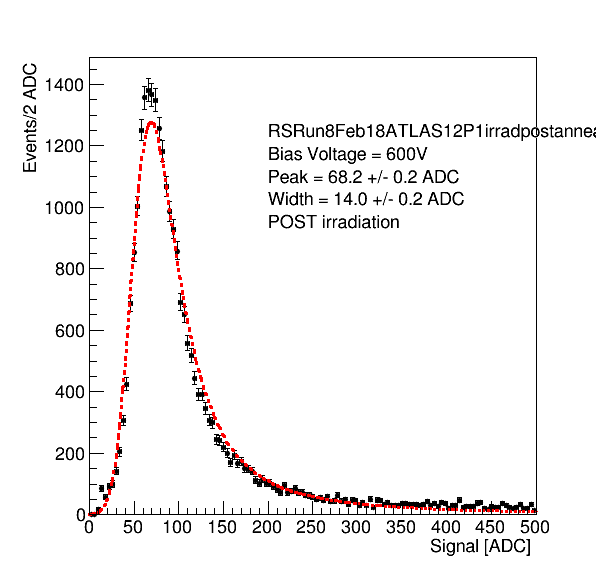 Events/2 ADC
1400
1200
1000
800
600
400
200
0
RSRun8Feb18ATLAS12P1irradpostannea
Bias Voltage = 600V
Peak = 68.2 +/- 0.2 ADC
Width = 14.0 +/- 0.2 ADC
POST irradiation
0 50 100 150 200 250 300 350 400 450 500
Signal [ADC]